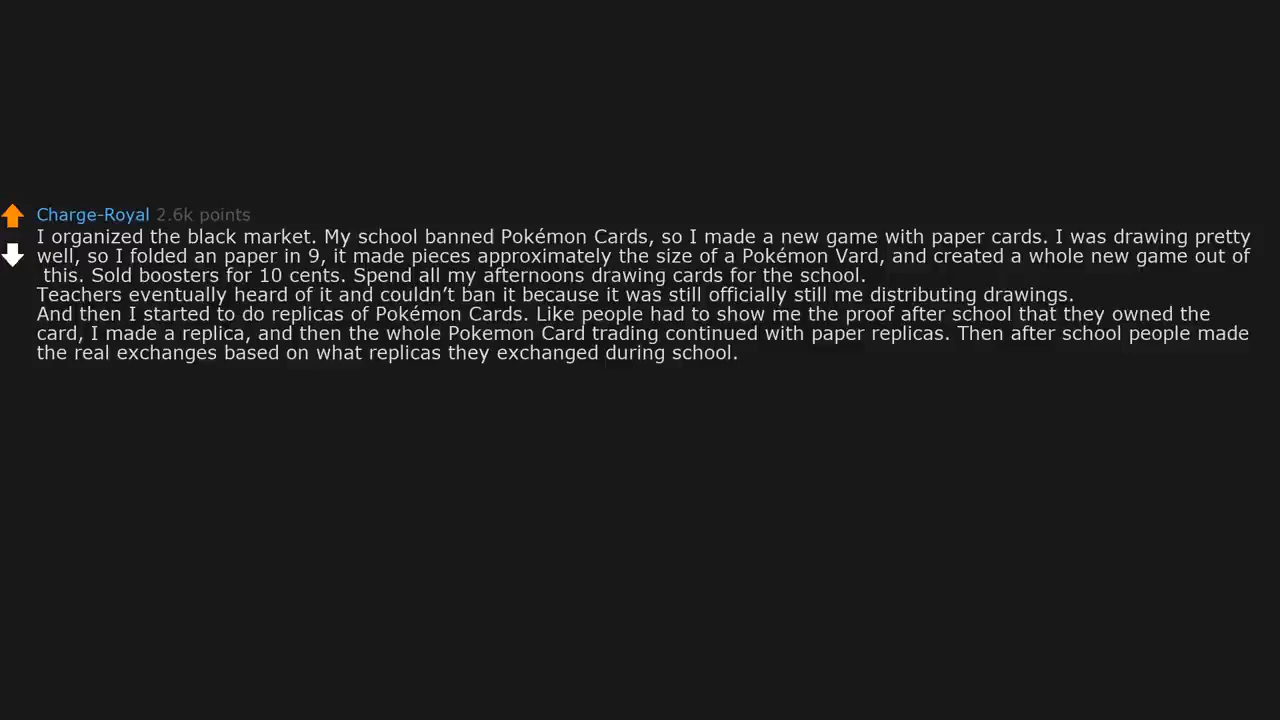 Charge-Royal 2.6k points
I organized the black market. My school banned Pokémon Cards, so I made a new game with paper cards. I was drawing pretty
well, so I folded an paper in 9, it made pieces approximately the size of a Pokémon Vard, and created a whole new game out of
this. Sold boosters for 10 cents. Spend all my afternoons drawing cards for the school.
Teachers eventually heard of it and couldn’t ban it because it was still officially still me distributing drawings.
And then I started to do replicas of Pokémon Cards. Like people had to show me the proof after school that they owned the
card, I made a replica, and then the whole Pokemon Card trading continued with paper replicas. Then after school people made
the real exchanges based on what replicas they exchanged during school.